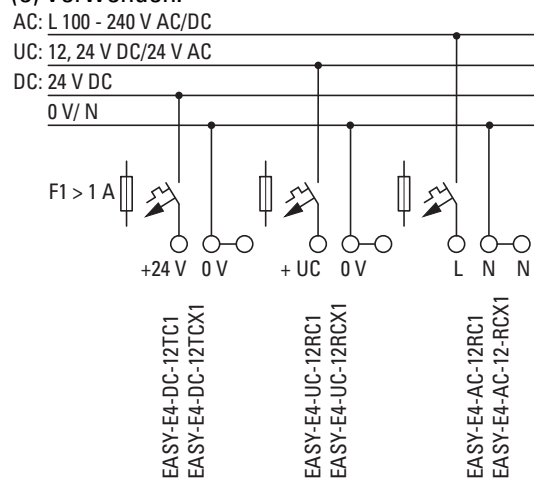 (e) verwenden.
AC: L 100 - 240 V AC/DC
UC: 12, 24 V DC/24 V AC
DC: 24 V DC
0 V/ N
F1 > 1 A
+24 V 0 V + UC 0 V L N N
EASY-E4-DC-12TC1
EASY-E4-DC-12TCX1
EASY-E4-UC-12RC1
EASY-E4-UC-12RCX1
EASY-E4-AC-12RC1
EASY-E4-AC-12-RCX1